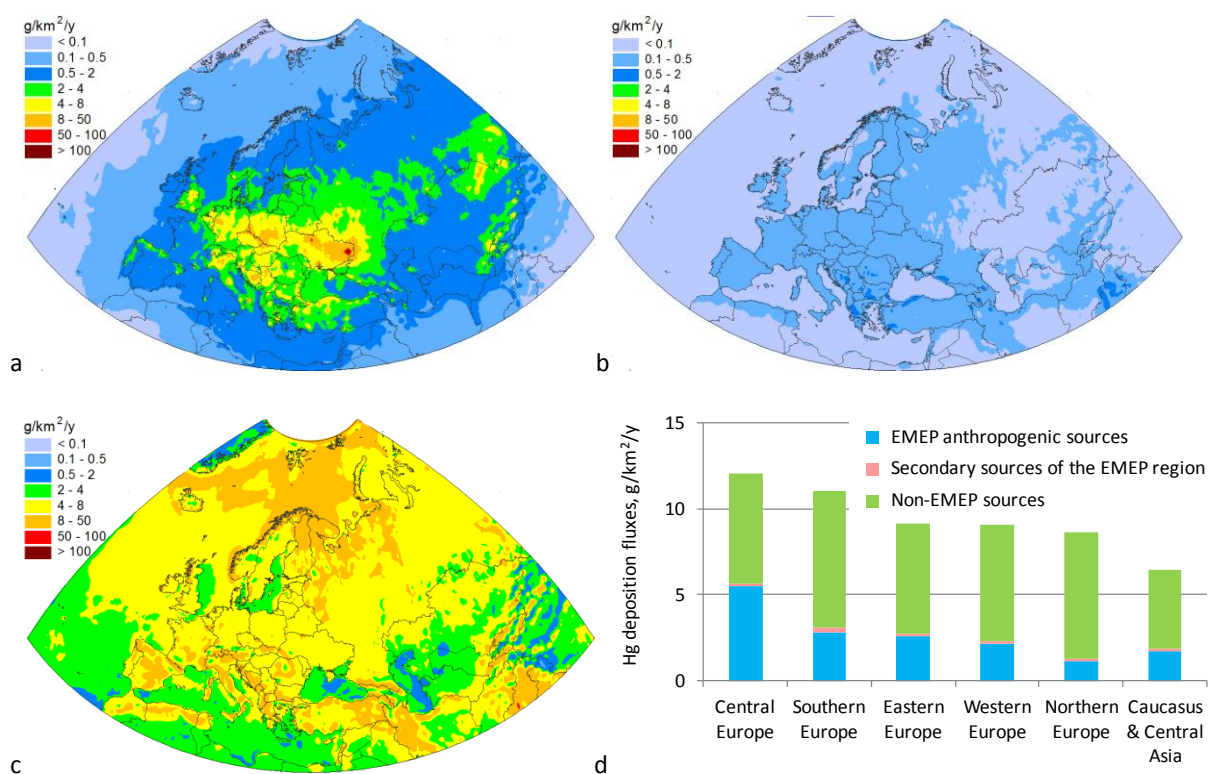 g/km²/y
< 0.1
0.1 - 0.5
0.5 - 2
2 - 4
4 - 8
8 - 50
50 - 100
> 100
a
g/km²/y
< 0.1
0.1 - 0.5
0.5 - 2
2 - 4
4 - 8
8 - 50
50 - 100
> 100
b
g/km²/y
< 0.1
0.1 - 0.5
0.5 - 2
2 - 4
4 - 8
8 - 50
50 - 100
> 100
c
Hg deposition fluxes, g/km²/y
15
10
5
0
EMEP anthropogenic sources
Secondary sources of the EMEP region
Non-EMEP sources
Central
Europe
Southern
Europe
Eastern
Europe
Western
Europe
Northern
Europe
Caucasus
& Central
Asia
d